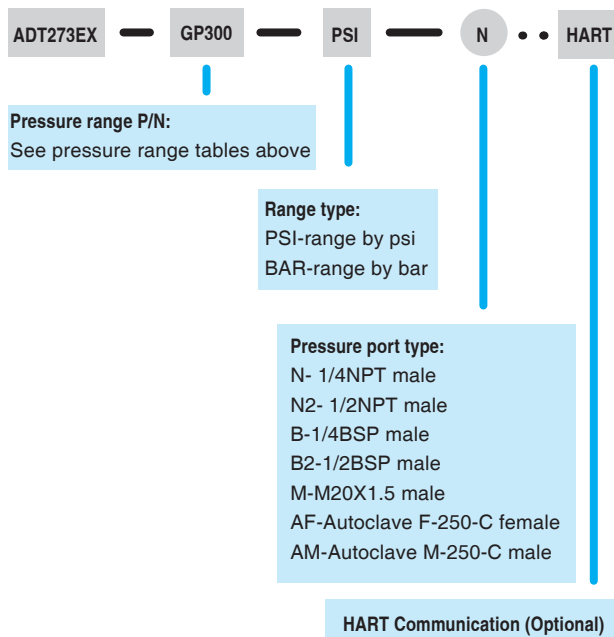 ADT273EX GP300 PSI N HART
Pressure range P/N:
See pressure range tables above
Range type:
PSI-range by psi
BAR-range by bar
Pressure port type:
N- 1/4NPT male
N2- 1/2NPT male
B-1/4BSP male
B2-1/2BSP male
M-M20X1.5 male
AF-Autoclave F-250-C female
AM-Autoclave M-250-C male
HART Communication (Optional)